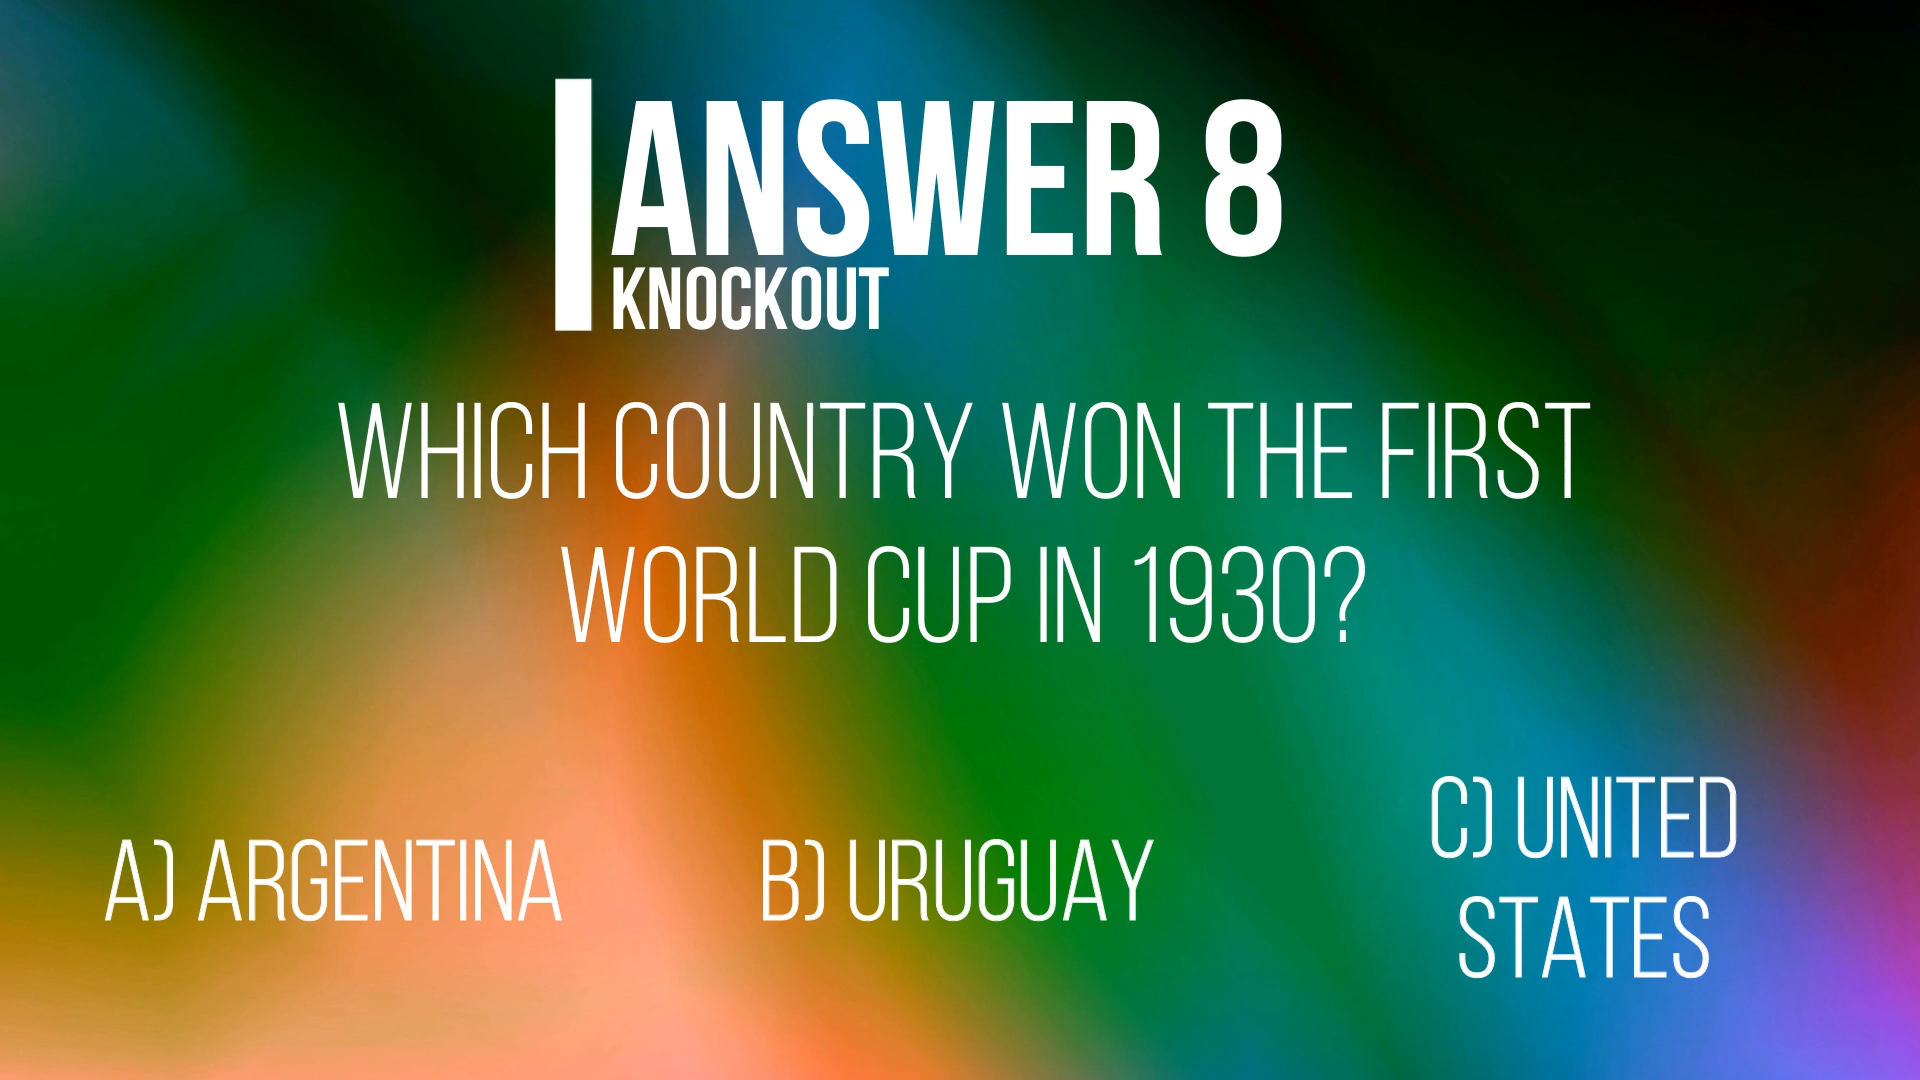 ANSWER 8
KNOCKOUT
WHICH COUNTRY WON THE FIRST
WORLD CUP IN 1930?
A) ARGENTINA
B) URUGUAY
C) UNITED
STATES